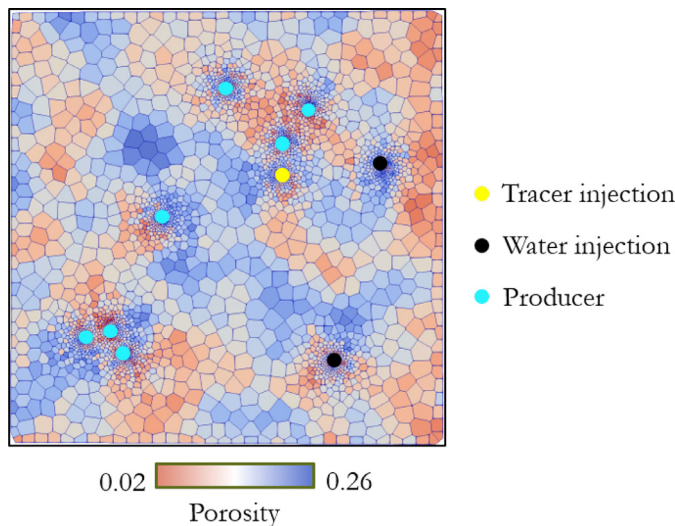 Tracer injection
Water injection
Producer
0.02
0.26
Porosity